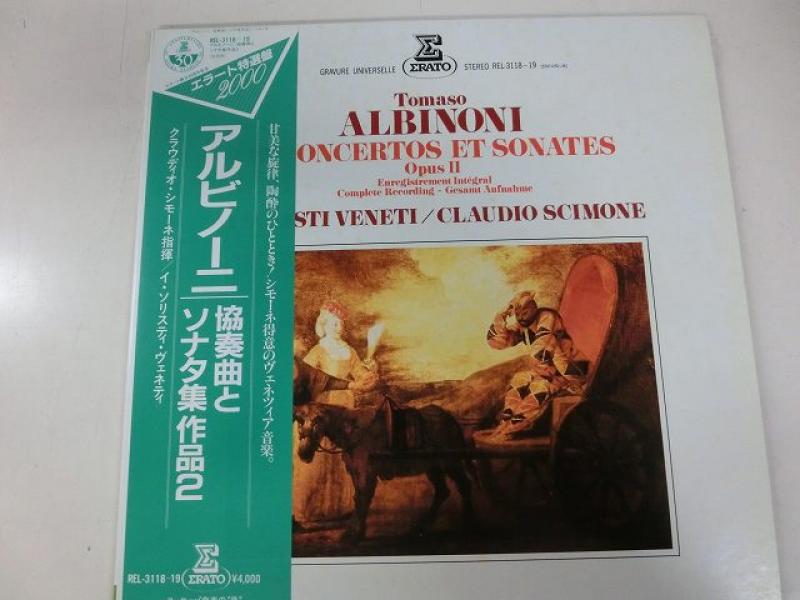 REL-3118-19
30
エラート特選盤
2000
アルビノーニ
協奏曲と
ソナタ集 作品2
クラウディオ・シモーネ指揮/イ・ソリスティ・ヴェネティ
甘美な旋律、陶酔のひととき!シモーネ得意のヴェネツィア音楽。
ERATO
REL-3118-19 ERATO ¥4,000
GRAVURE UNIVERSELLE ERATO STEREO REL 3118~19
Tomaso
ALBINONI
ONCERTOS ET SONATES
Opus II
Enregistrement Intégral
Complete Recording - Gesamt Aufnahme
STI VENETI/CLAUDIO SCIMONE